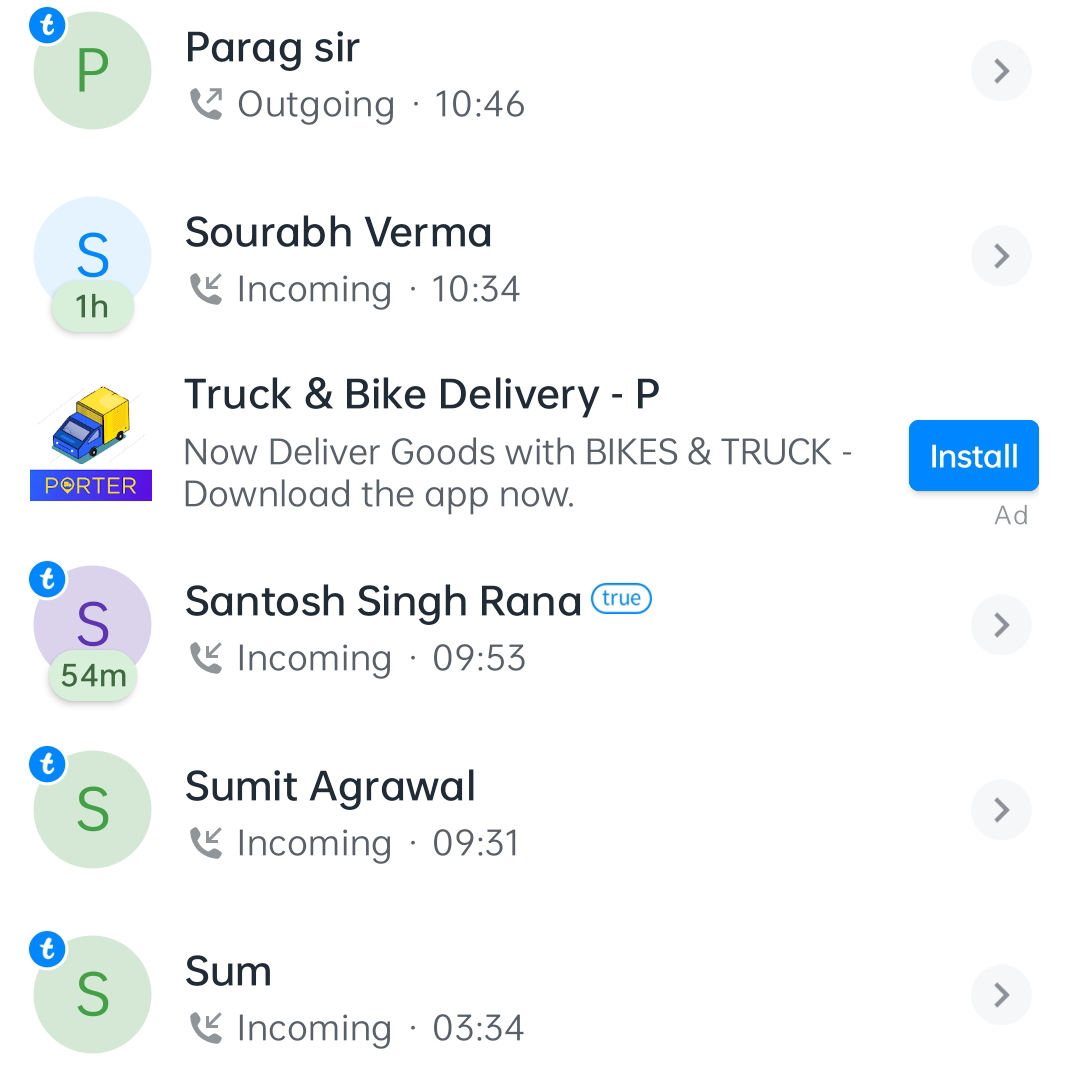 t
P
Parag sir
Outgoing · 10:46
S
1h
Sourabh Verma
Incoming · 10:34
PORTER
Truck & Bike Delivery - P
Now Deliver Goods with BIKES & TRUCK -
Download the app now.
Install
Ad
t
S
54m
Santosh Singh Rana true
Incoming · 09:53
t
S
Sumit Agrawal
Incoming · 09:31
t
S
Sum
Incoming · 03:34